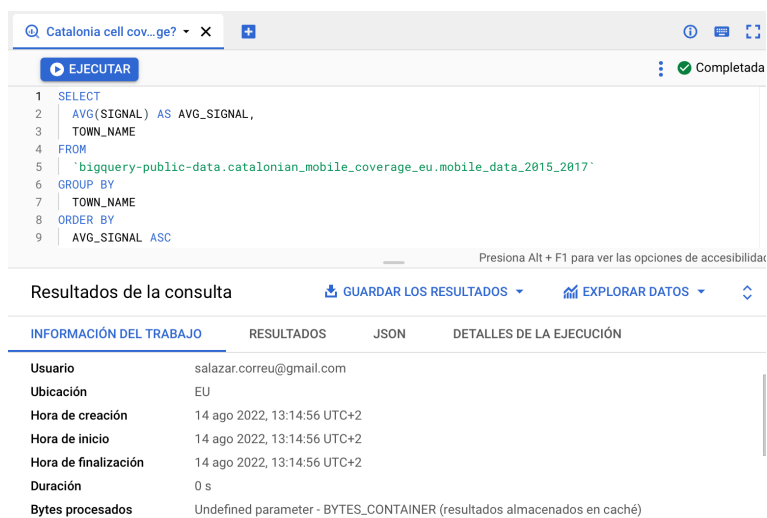 Catalonia cell cov...ge?
EJECUTAR
Completada
1 SELECT
2 AVG(SIGNAL) AS AVG_SIGNAL,
3 TOWN_NAME
4 FROM
5 `bigquery-public-data.catalonian_mobile_coverage_eu.mobile_data_2015_2017`
6 GROUP BY
7 TOWN_NAME
8 ORDER BY
9 AVG_SIGNAL ASC
Presiona Alt + F1 para ver las opciones de accesibilidad
Resultados de la consulta
GUARDAR LOS RESULTADOS
EXPLORAR DATOS
INFORMACIÓN DEL TRABAJO RESULTADOS JSON DETALLES DE LA EJECUCIÓN
Usuario salazar.correu@gmail.com
Ubicación EU
Hora de creación 14 ago 2022, 13:14:56 UTC+2
Hora de inicio 14 ago 2022, 13:14:56 UTC+2
Hora de finalización 14 ago 2022, 13:14:56 UTC+2
Duración 0 s
Bytes procesados Undefined parameter - BYTES_CONTAINER (resultados almacenados en caché)